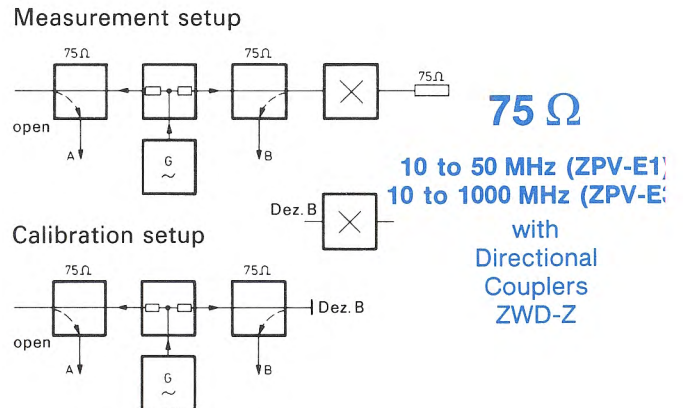 Measurement setup
75Ω
75Ω
75Ω
open
A
B
G
~
75 Ω
10 to 50 MHz (ZPV-E1)
10 to 1000 MHz (ZPV-E
with
Directional
Couplers
ZWD-Z
Dez. B
Calibration setup
75Ω
75Ω
Dez. B
open
A
B
G
~